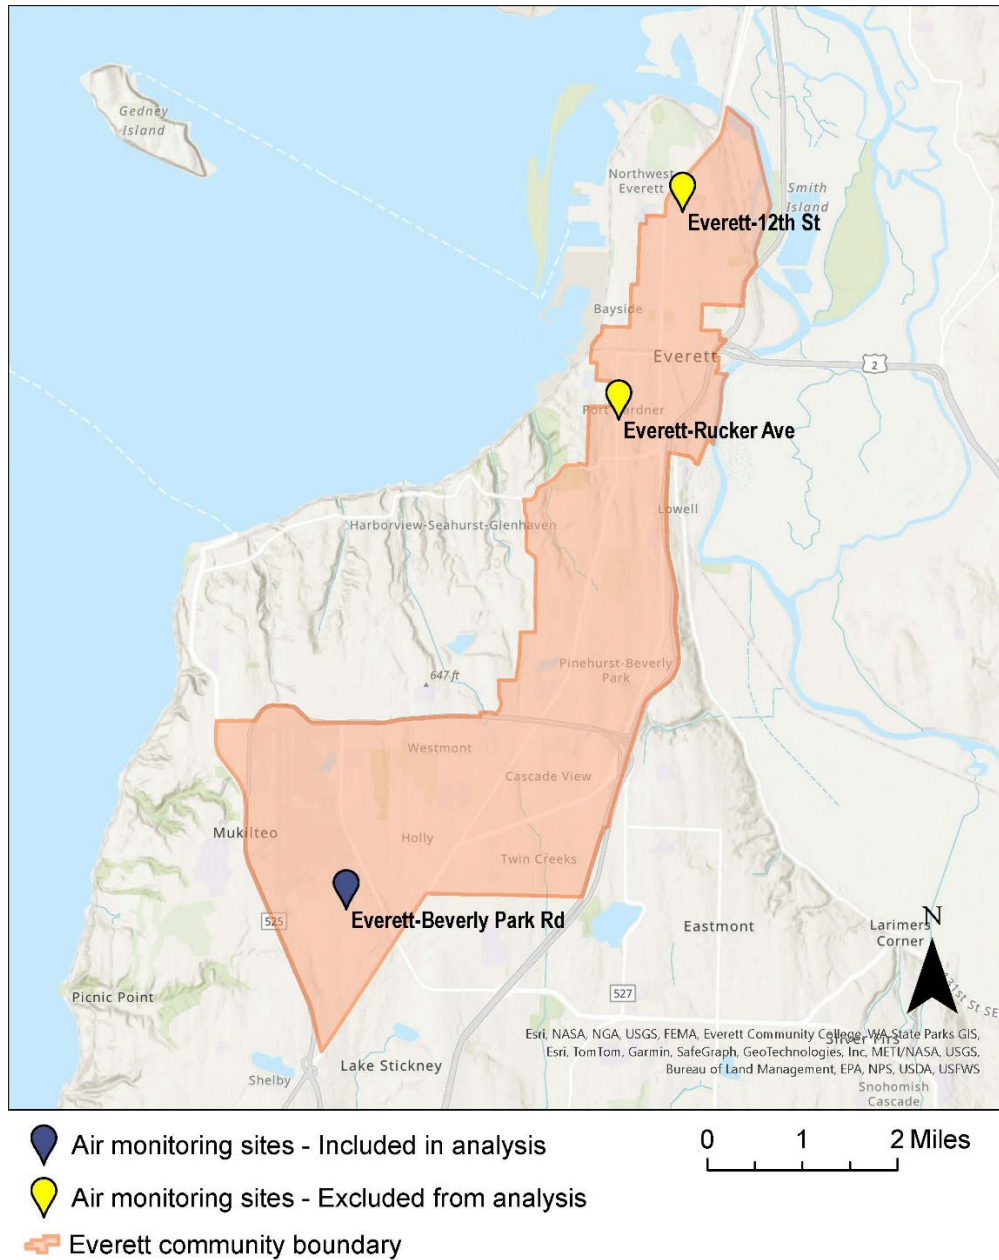 Gedney
Island
Northwest
Everett
Smith
Island
Everett-12th St
Bayside
Everett
2
Port Gardner
Everett-Rucker Ave
Lowell
Harborview-Seahurst-Glenhaven
647 ft
Pinehurst-Beverly
Park
Westmont
Cascade View
Mukilteo
Holly
Twin Creeks
Everett-Beverly Park Rd
525
Eastmont
Larimers
Corner
N
Picnic Point
527
131st St SE
Esri, NASA, NGA, USGS, FEMA, Everett Community College, WA State Parks GIS,
Silver Firs
Esri, TomTom, Garmin, SafeGraph, GeoTechnologies, Inc, METI/NASA, USGS,
Bureau of Land Management, EPA, NPS, USDA, USFWS
Shelby
Lake Stickney
Snohomish
Cascade
Air monitoring sites - Included in analysis
0 1 2 Miles
Air monitoring sites - Excluded from analysis
Everett community boundary